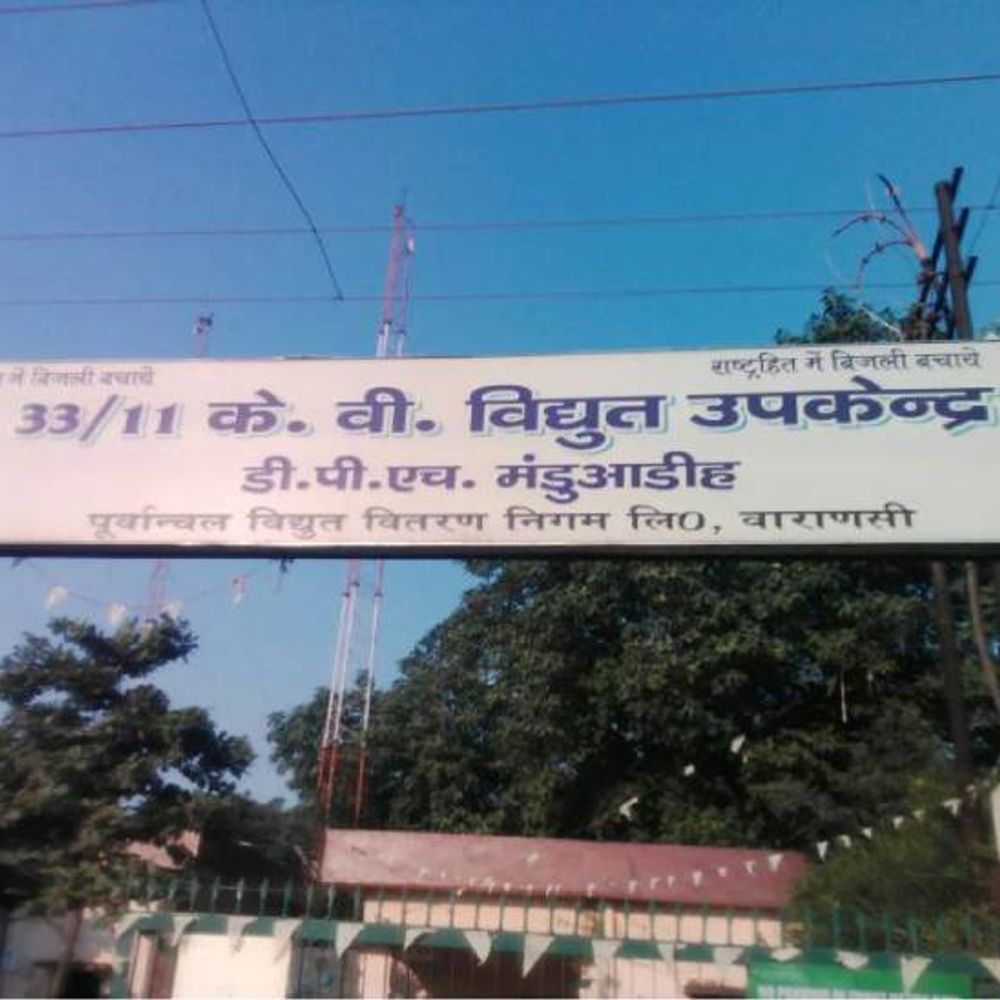 में बिजली बचाये राष्ट्रहित में बिजली बचाये
33/11 के. वी. विद्युत उपकेन्द्र
डी.पी.एच. मंडुआडीह
पूर्वान्चल विद्युत वितरण निगम लि0, वाराणसी